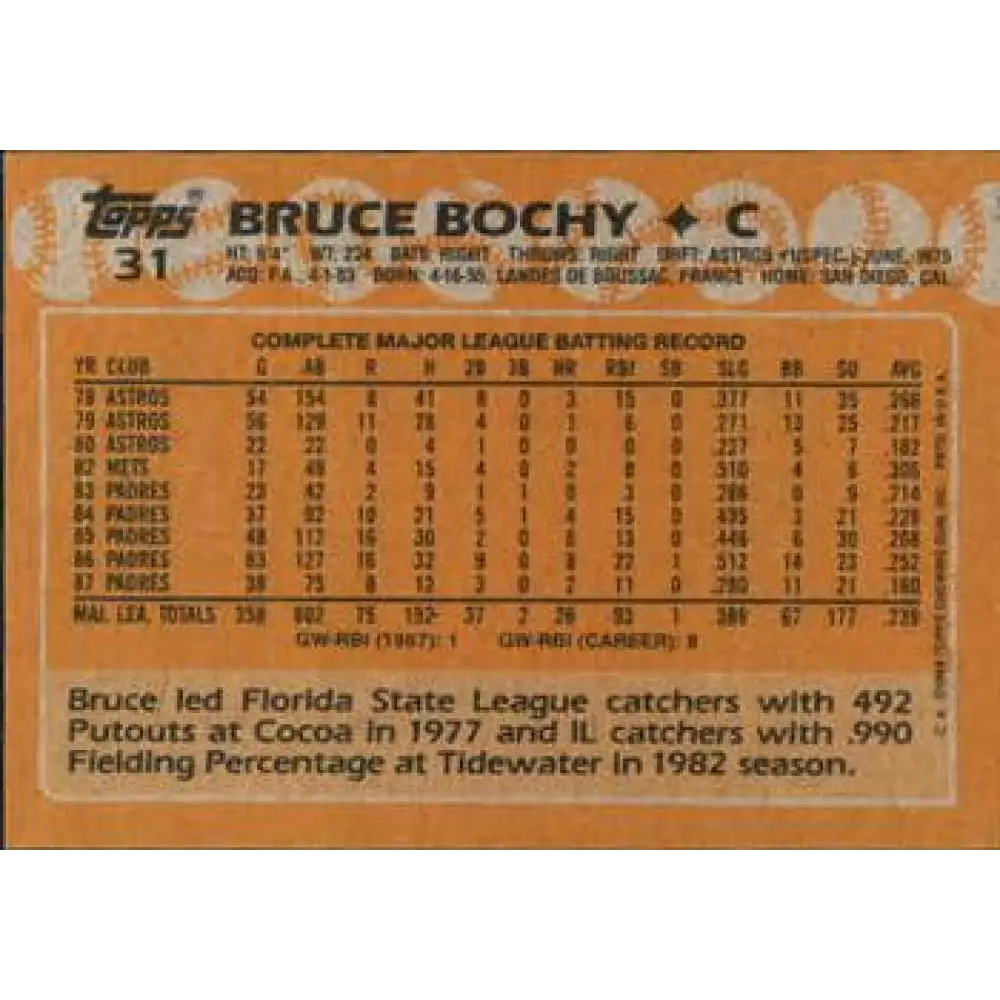 Topps BRUCE BOCHY ✦ C
31 HT: 6'4" WT: 234 BATS: RIGHT THROWS: RIGHT DRFT: ASTROS JUNE, 1975
ACQ: F.A., 4-1-83 BORN: LANDES DE BOUSSAC, FRANCE HOME: SAN DIEGO, CAL
COMPLETE MAJOR LEAGUE BATTING RECORD
YR CLUB G AB R H 2B 3B HR RBI SB SLG BB SO AVG
78 ASTROS 54 154 8 41 8 0 3 15 0 .377 11 35 .266
79 ASTROS 56 129 11 28 4 0 1 6 0 .271 13 25 .217
80 ASTROS 22 22 0 4 1 0 0 0 0 .227 5 7 .182
82 METS 17 49 4 15 4 0 2 8 0 .510 4 6 .306
83 PADRES 23 42 2 9 1 1 0 3 0 .286 0 9 .214
84 PADRES 37 92 10 21 5 1 4 15 0 .435 3 21 .228
85 PADRES 48 112 16 30 2 0 6 13 0 .446 6 30 .268
86 PADRES 63 127 16 32 9 0 8 22 1 .512 14 23 .252
87 PADRES 38 75 8 12 3 0 2 11 0 .280 11 21 .160
MAJ. LEA. TOTALS 358 802 75 192 37 2 26 93 1 .388 67 177 .239
GW-RBI (1987): 1 GW-RBI (CAREER): 8
Bruce led Florida State League catchers with 492
Putouts at Cocoa in 1977 and IL catchers with .990
Fielding Percentage at Tidewater in 1982 season.